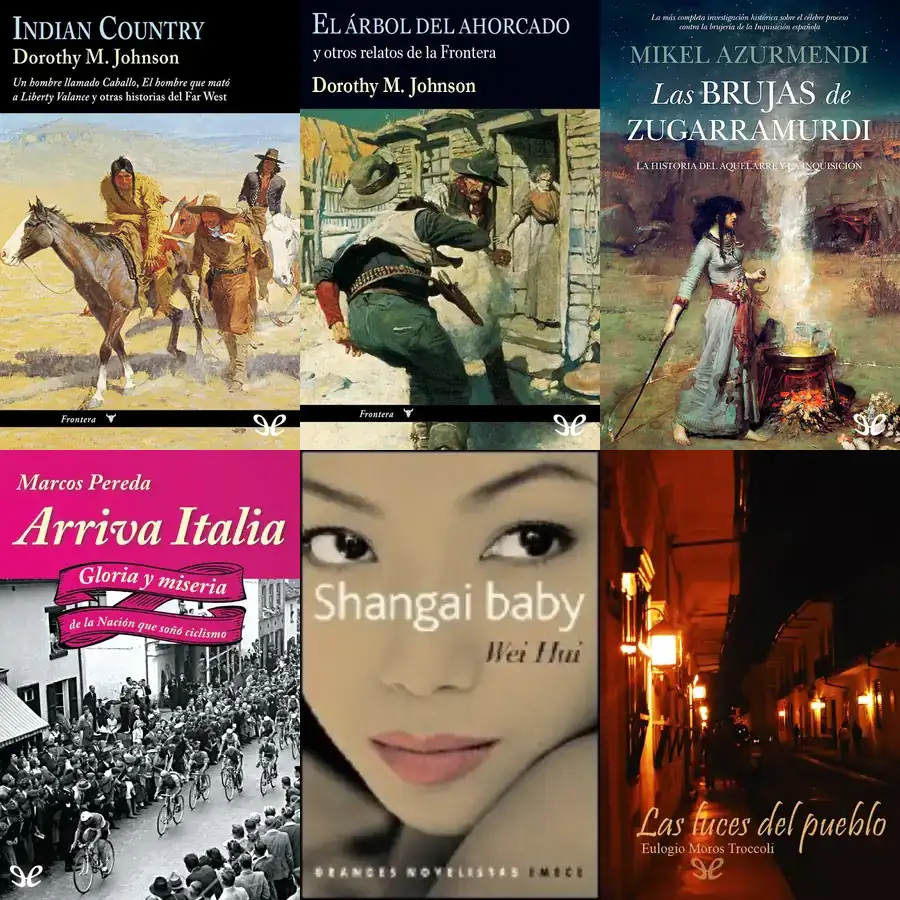 INDIAN COUNTRY
Dorothy M. Johnson
Un hombre llamado Caballo, El hombre que mató
a Liberty Valance y otras historias del Far West
Frontera
EL ÁRBOL DEL AHORCADO
y otros relatos de la Frontera
Dorothy M. Johnson
Frontera
La más completa investigación histórica sobre el célebre proceso
contra la brujería de la Inquisición española
MIKEL AZURMENDI
Las BRUJAS de
ZUGARRAMURDI
LA HISTORIA DEL AQUELARRE Y LA INQUISICIÓN
Marcos Pereda
Arriva Italia
Gloria y miseria
de la Nación que soñó ciclismo
Shangai baby
Wei Hui
GRANDES NOVELISTAS EMECÉ
Las luces del pueblo
Eulogio Moros Troccoli